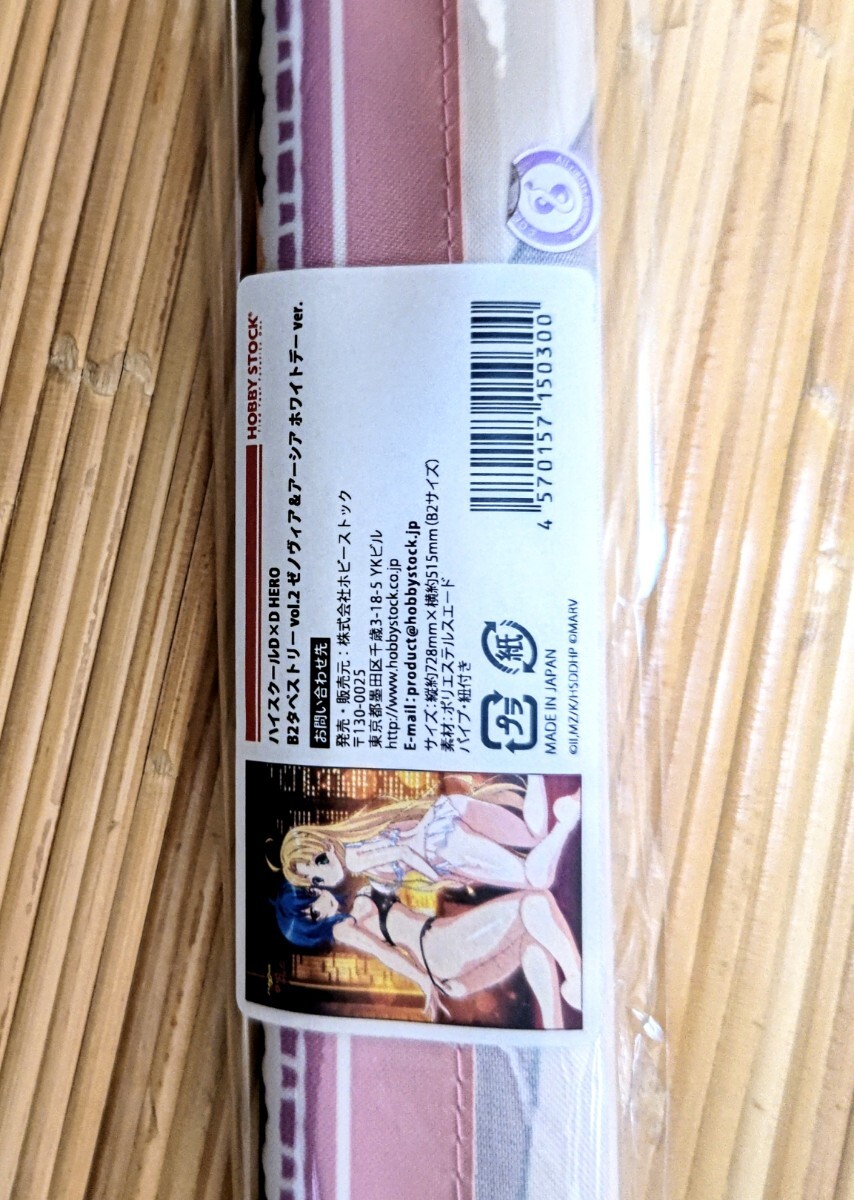 HOBBY STOCK
ハイスクールD×D HERO
B2タペストリー vol.2 ゼノヴィア&アーシア ホワイトデー ver.
お問い合わせ先
発売・販売元：株式会社ホビーストック
〒130-0025
東京都墨田区千歳3-18-5 YKビル
http://www.hobbystock.co.jp
E-mail:product@hobbystock.jp
サイズ:縦約728mm×横約515mm(B2サイズ)
素材:ポリエステルスエード
パイプ・紐付き
プラ 紙
MADE IN JAPAN
©II,MZ/K/HSDDHP ©MARV
4 570157 150300
All rights